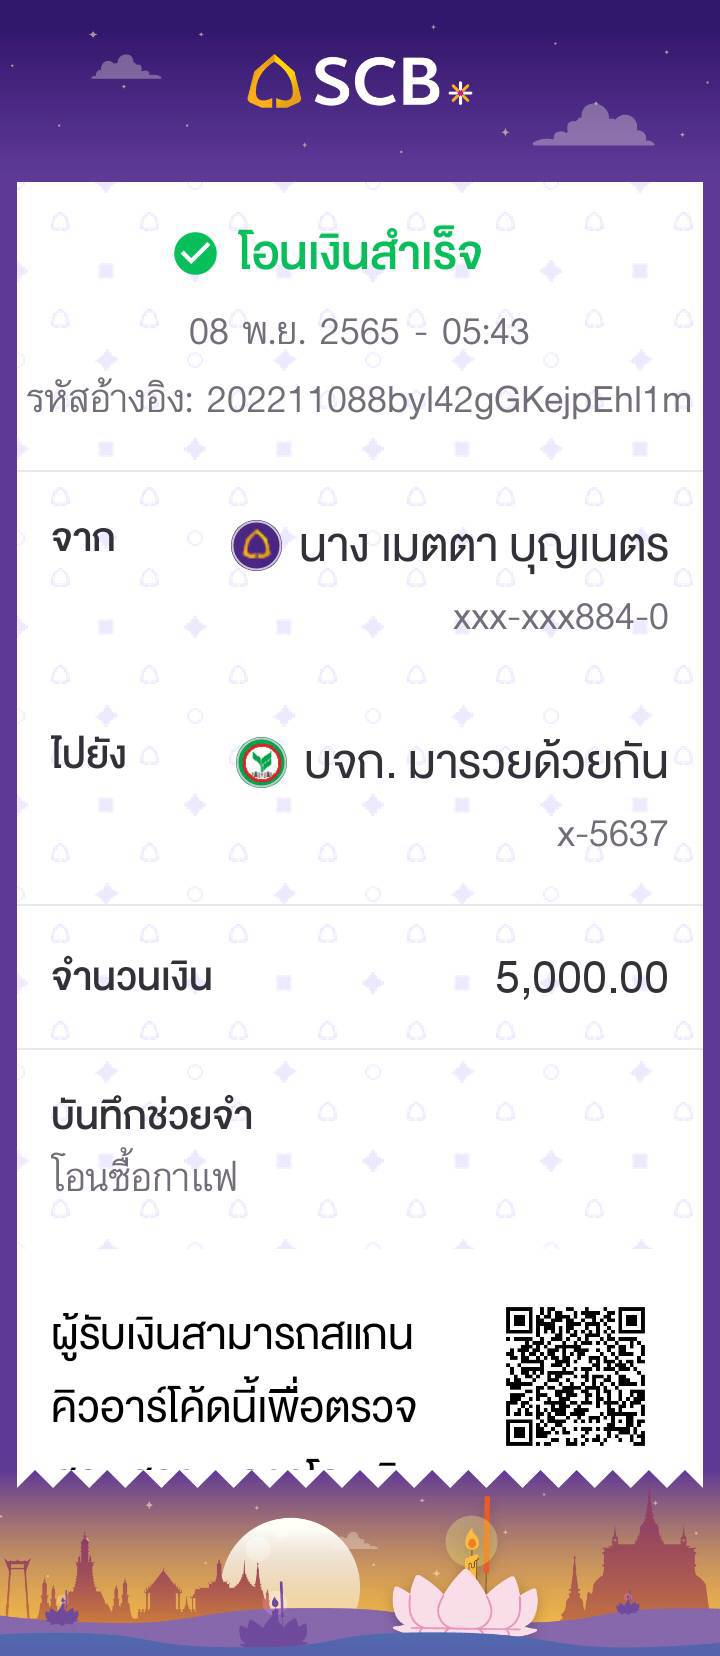 SCB
โอนเงินสำเร็จ
08 พ.ย. 2565 - 05:43
รหัสอ้างอิง: 202211088byl42gGKejpEhl1m
จาก
นาง เมตตา บุญเนตร
xxx-xxx884-0
ไปยัง
บจก. มารวยด้วยกัน
x-5637
จำนวนเงิน
5,000.00
บันทึกช่วยจำ
โอนซื้อกาแฟ
ผู้รับเงินสามารถสแกน
คิวอาร์โค้ดนี้เพื่อตรวจ